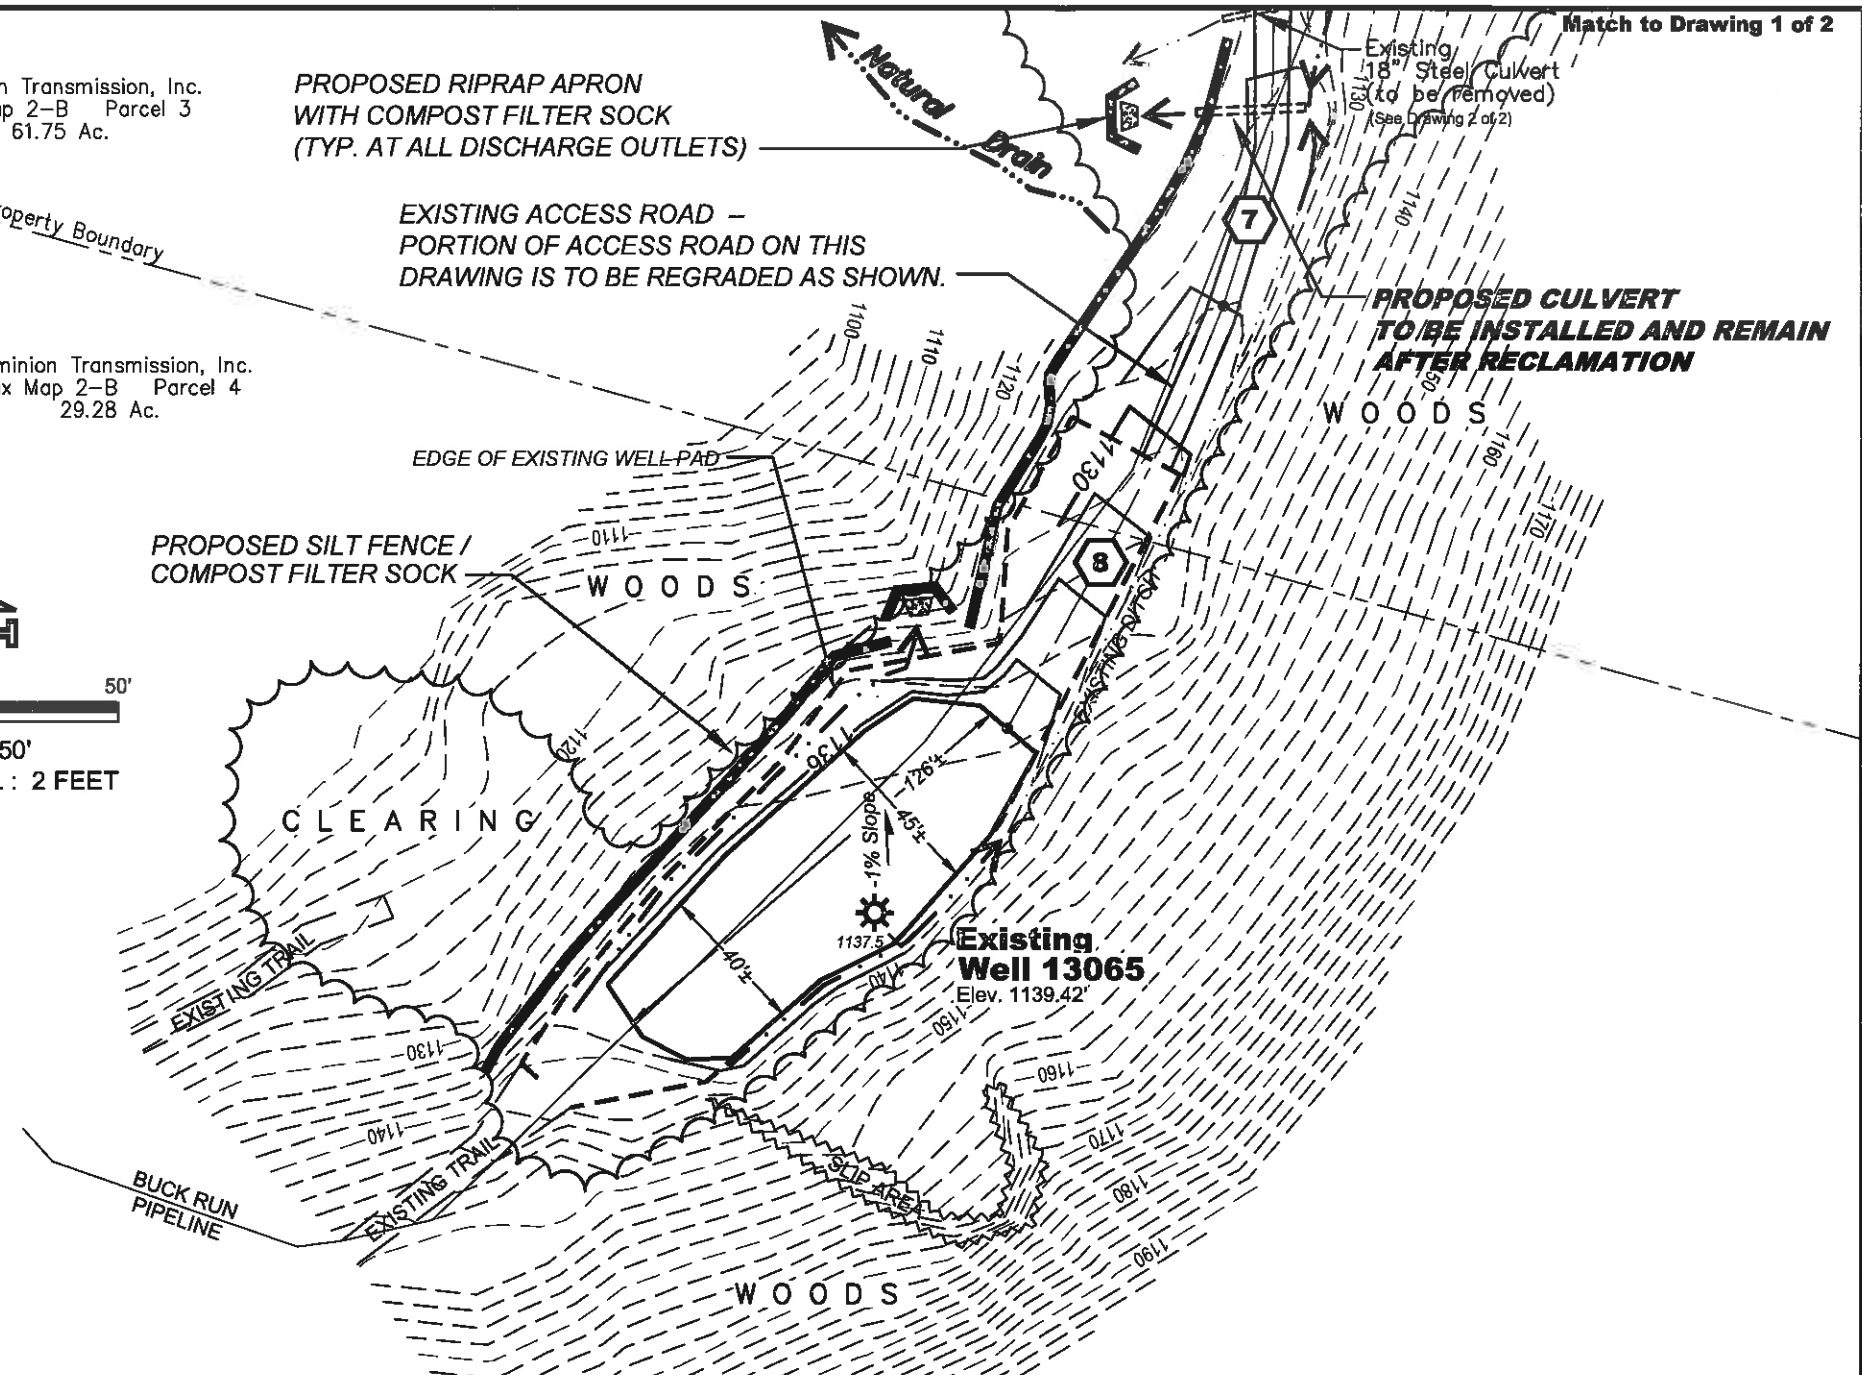 Match to Drawing 1 of 2
n Transmission, Inc.
p 2-B Parcel 3
61.75 Ac.
PROPOSED RIPRAP APRON
WITH COMPOST FILTER SOCK
(TYP. AT ALL DISCHARGE OUTLETS)
Natural
Drain
Existing
18" Steel Culvert
(to be removed)
(See Drawing 2 of 2)
1130
1140
7
operty Boundary
EXISTING ACCESS ROAD –
PORTION OF ACCESS ROAD ON THIS
DRAWING IS TO BE REGRADED AS SHOWN.
PROPOSED CULVERT
TO BE INSTALLED AND REMAIN
AFTER RECLAMATION
1100
1110
1120
minion Transmission, Inc.
x Map 2-B Parcel 4
29.28 Ac.
WOODS
1160
1170
EDGE OF EXISTING WELL PAD
1130
1110
PROPOSED SILT FENCE /
COMPOST FILTER SOCK
WOODS
8
EXISTING DITCH
50'
50'
.: 2 FEET
1120
1136
126'±
45'±
-1% Slope
CLEARING
1137.5
40'±
Existing
Well 13065
Elev. 1139.42'
1140
1150
EXISTING TRAIL
1130
1140
1160
1170
1180
1190
SLIP AREA
EXISTING TRAIL
BUCK RUN
PIPELINE
WOODS